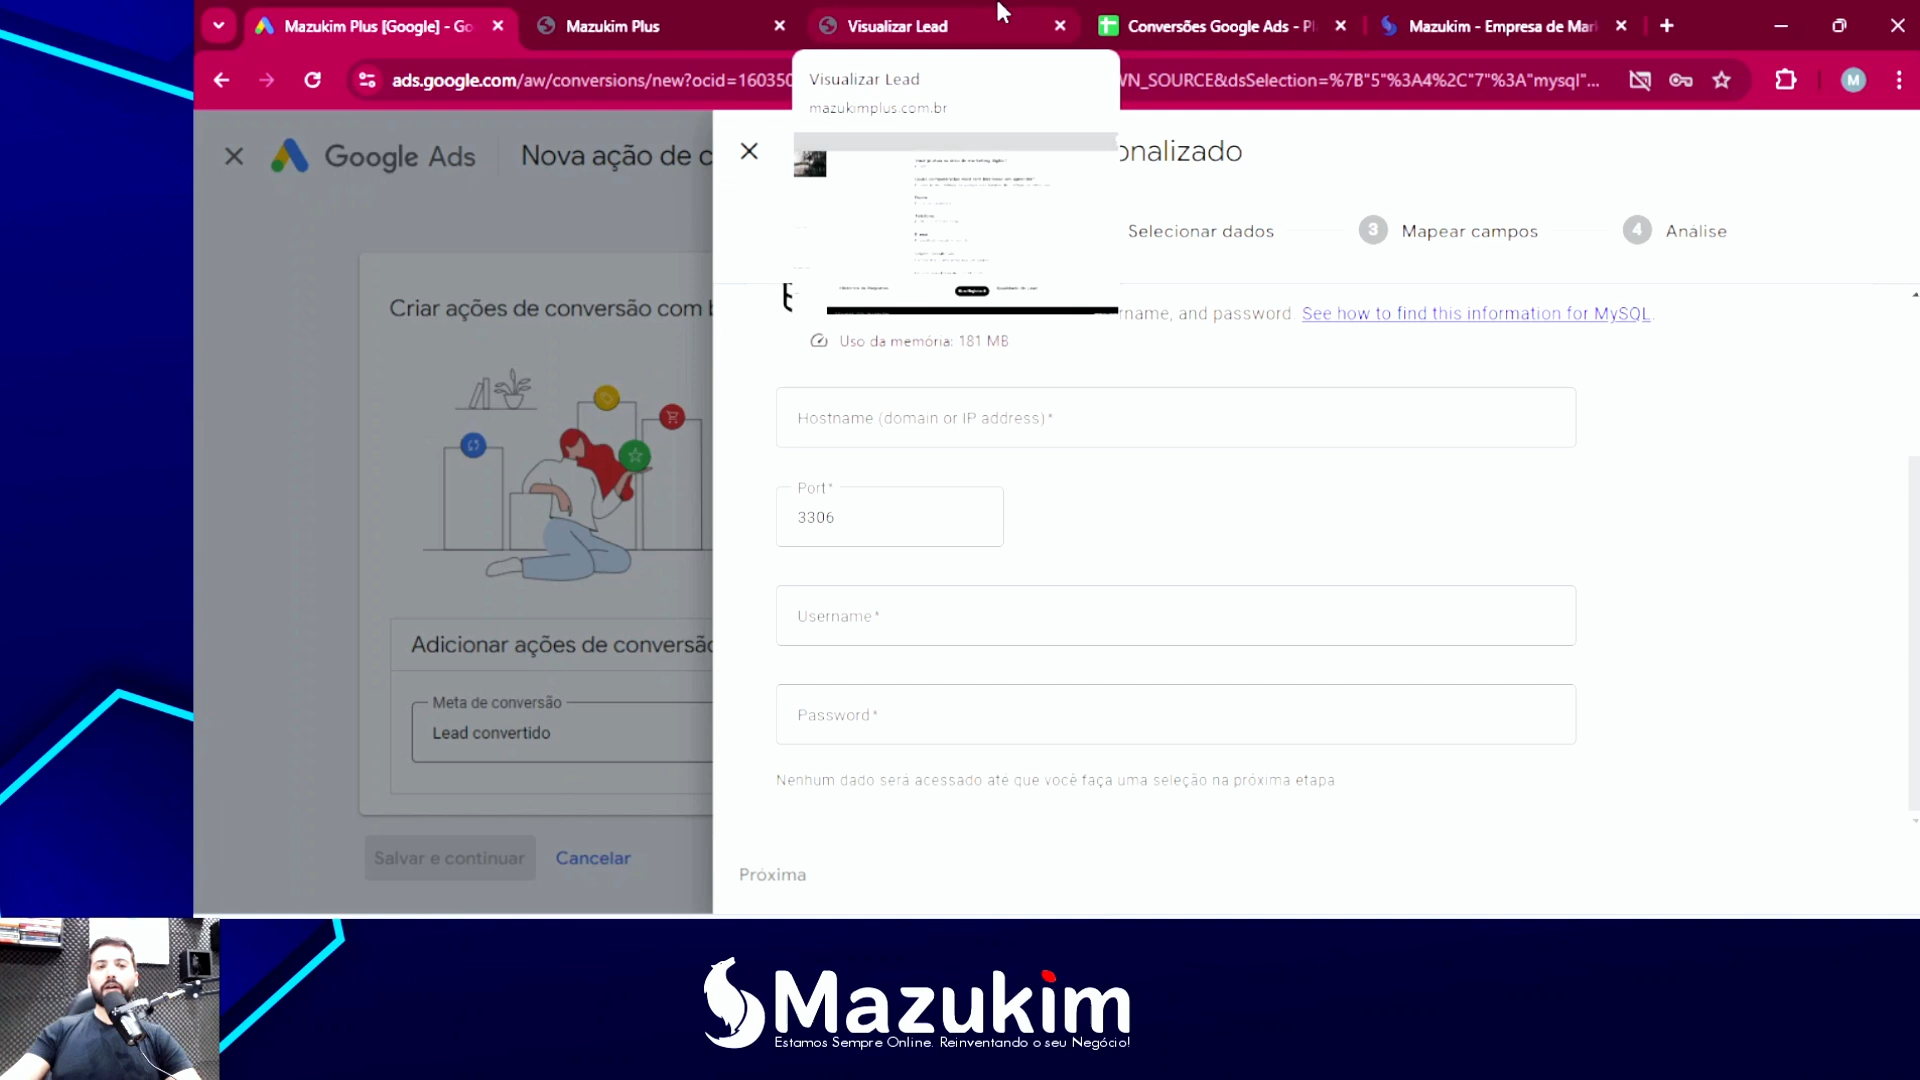 Mazukim Plus [Google] - Go
Mazukim Plus
Visualizar Lead
Conversões Google Ads - Pl
Mazukim - Empresa de Mar
ads.google.com/aw/conversions/new?ocid=160350
WN_SOURCE&dsSelection=%7B"5"%3A4%2C"7"%3A"mysql"...
M
Visualizar Lead
mazukimplus.com.br
Uso da memória: 181 MB
Google Ads
Nova ação de c
onalizado
Selecionar dados
3 Mapear campos
4 Análise
Criar ações de conversão com
rname, and password. See how to find this information for MySQL.
Hostname (domain or IP address)*
Port*
3306
Username*
Password*
Nenhum dado será acessado até que você faça uma seleção na próxima etapa
Próxima
Adicionar ações de conversão
Meta de conversão
Lead convertido
Salvar e continuar
Cancelar
Mazukim
Estamos Sempre Online. Reinventando o seu Negócio!